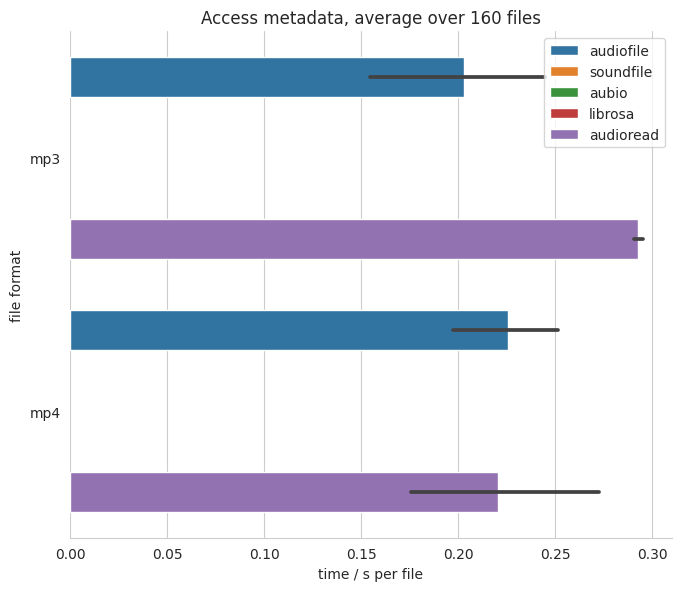 Access metadata, average over 160 files
audiofile
soundfile
aubio
librosa
audioread
file format
mp3
mp4
0.00 0.05 0.10 0.15 0.20 0.25 0.30
time / s per file